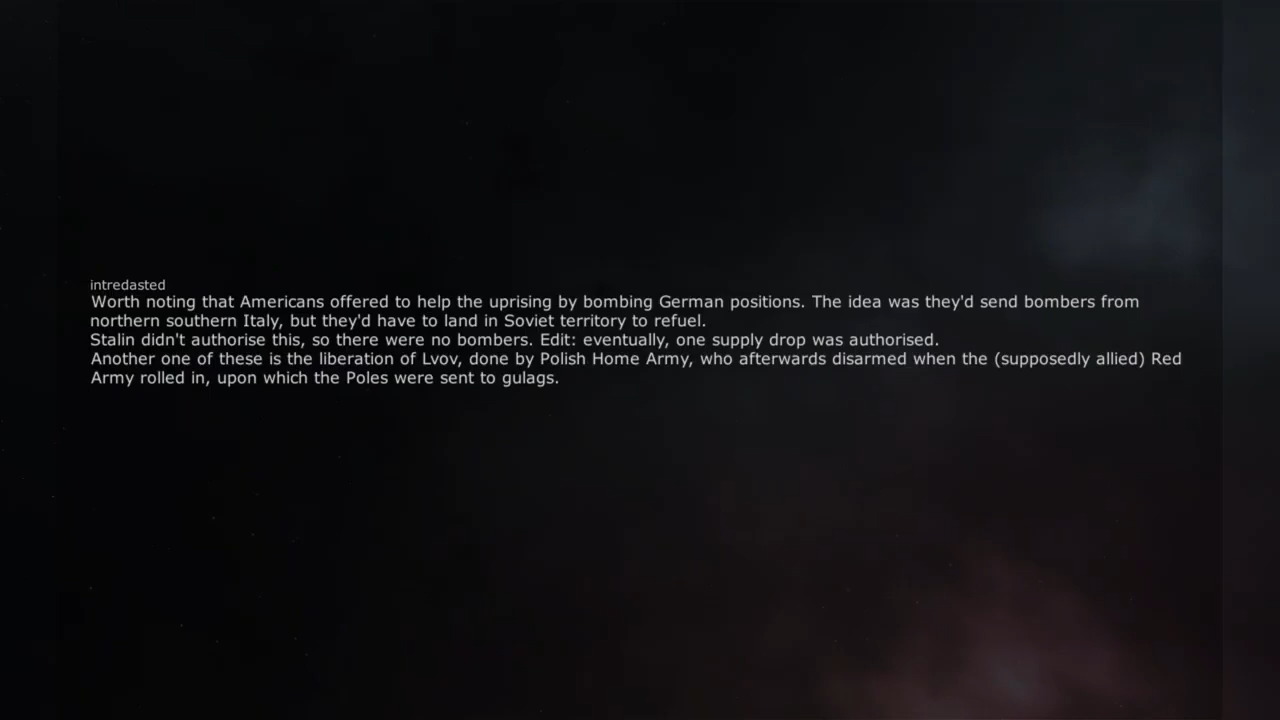 intredasted
Worth noting that Americans offered to help the uprising by bombing German positions. The idea was they'd send bombers from
northern southern Italy, but they'd have to land in Soviet territory to refuel.
Stalin didn't authorise this, so there were no bombers. Edit: eventually, one supply drop was authorised.
Another one of these is the liberation of Lvov, done by Polish Home Army, who afterwards disarmed when the (supposedly allied) Red
Army rolled in, upon which the Poles were sent to gulags.